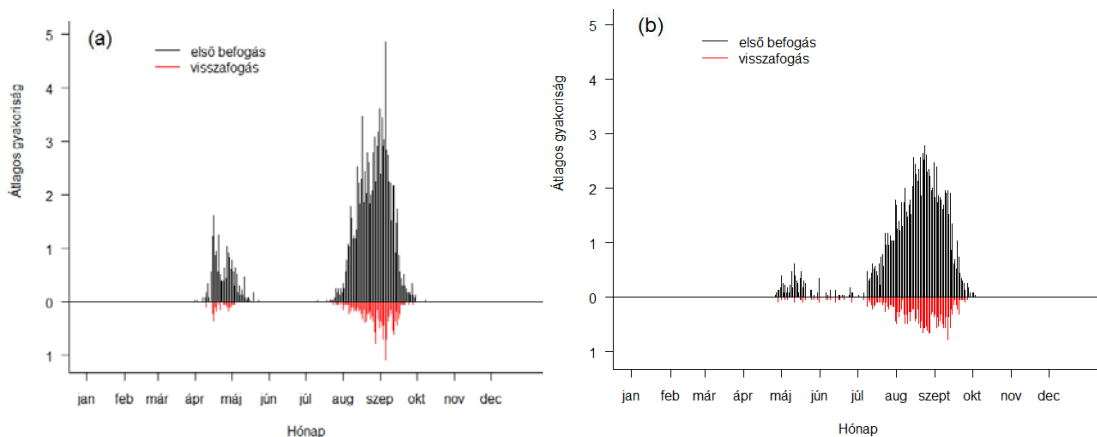 (a)
első befogás
visszafogás
Átlagos gyakoriság
5
4
3
2
1
0
1
jan feb már ápr máj jún júl aug szep okt nov dec
Hónap
(b)
első befogás
visszafogás
Átlagos gyakoriság
5
4
3
2
1
0
1
jan feb már ápr máj jún júl aug szept okt nov dec
Hónap